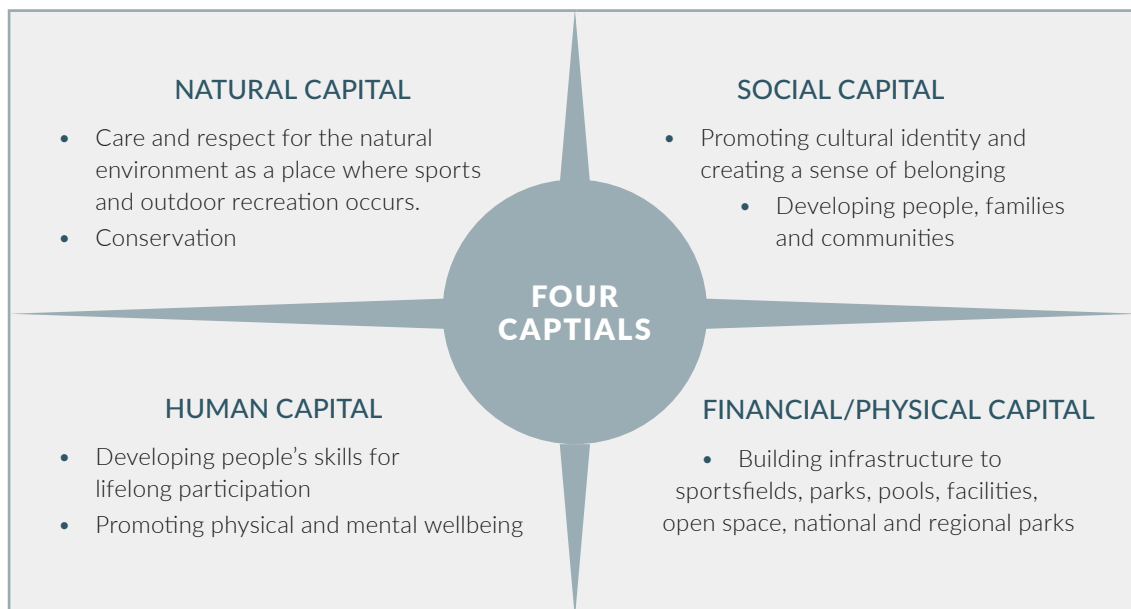 NATURAL CAPITAL
• Care and respect for the natural
environment as a place where sports
and outdoor recreation occurs.
• Conservation
SOCIAL CAPITAL
• Promoting cultural identity and
creating a sense of belonging
• Developing people, families
and communities
FOUR
CAPTIALS
HUMAN CAPITAL
• Developing people’s skills for
lifelong participation
• Promoting physical and mental wellbeing
FINANCIAL/PHYSICAL CAPITAL
• Building infrastructure to
sportsfields, parks, pools, facilities,
open space, national and regional parks